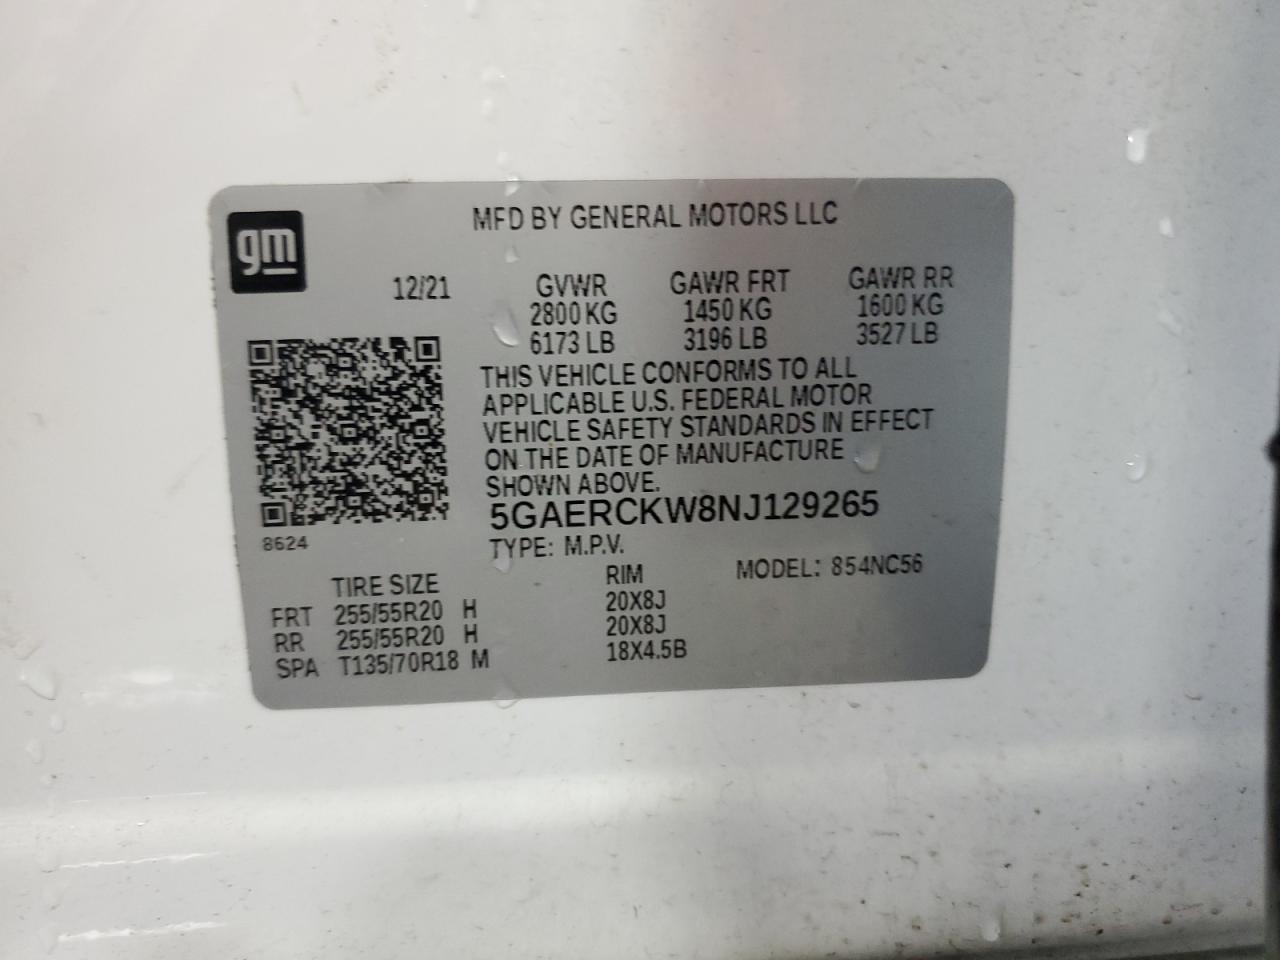 gm
MFD BY GENERAL MOTORS LLC
12/21 GVWR GAWR FRT GAWR RR
2800 KG 1450 KG 1600 KG
6173 LB 3196 LB 3527 LB
THIS VEHICLE CONFORMS TO ALL
APPLICABLE U.S. FEDERAL MOTOR
VEHICLE SAFETY STANDARDS IN EFFECT
ON THE DATE OF MANUFACTURE
SHOWN ABOVE.
5GAERCKW8NJ129265
8624
TYPE: M.P.V. MODEL: 854NC56
TIRE SIZE RIM
FRT 255/55R20 H 20X8J
RR 255/55R20 H 20X8J
SPA T135/70R18 M 18X4.5B